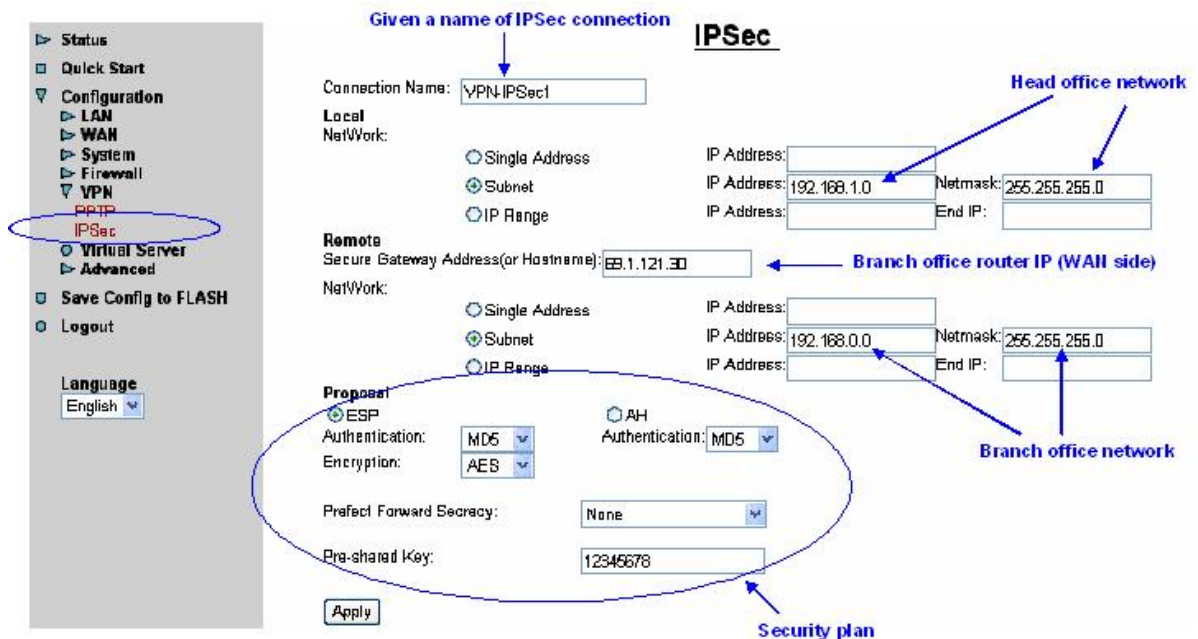 Given a name of IPSec connection
IPSec
Status
Quick Start
Configuration
LAN
WAN
System
Firewall
VPN
PPTP
IPSec
Virtual Server
Advanced
Save Config to FLASH
Logout
Language
English
Connection Name: VPN-IPSec1
Head office network
Local
NetWork:
Single Address IP Address:
Subnet IP Address: 192.168.1.0 Netmask: 255.255.255.0
IP Range IP Address: End IP:
Remote
Secure Gateway Address(or Hostname): 69.1.121.30 Branch office router IP (WAN side)
NetWork:
Single Address IP Address:
Subnet IP Address: 192.168.0.0 Netmask: 255.255.255.0
IP Range IP Address: End IP:
Proposal
ESP AH
Authentication: MD5 Authentication: MD5
Encryption: AES
Branch office network
Prefect Forward Secrecy: None
Pre-shared Key: 12345678
Apply
Security plan